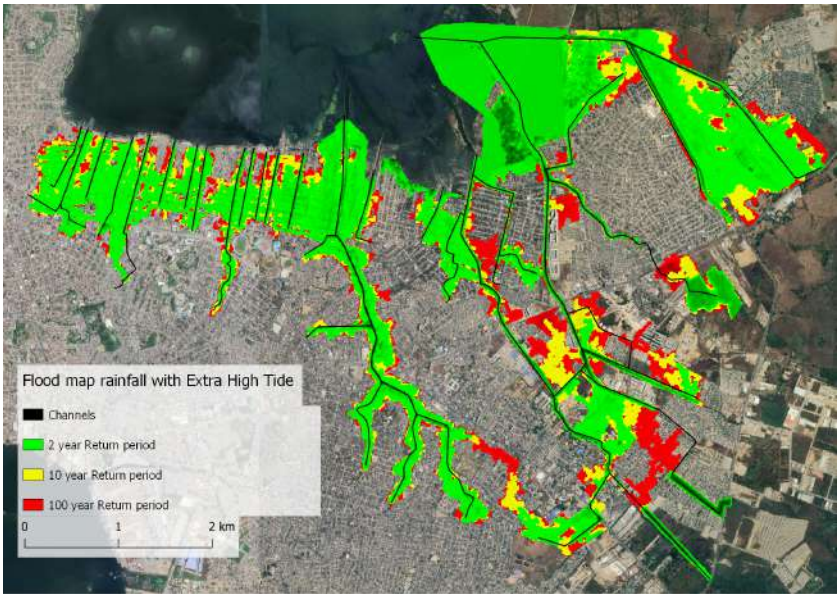 Flood map rainfall with Extra High Tide
Channels
2 year Return period
10 year Return period
100 year Return period
0 1 2 km